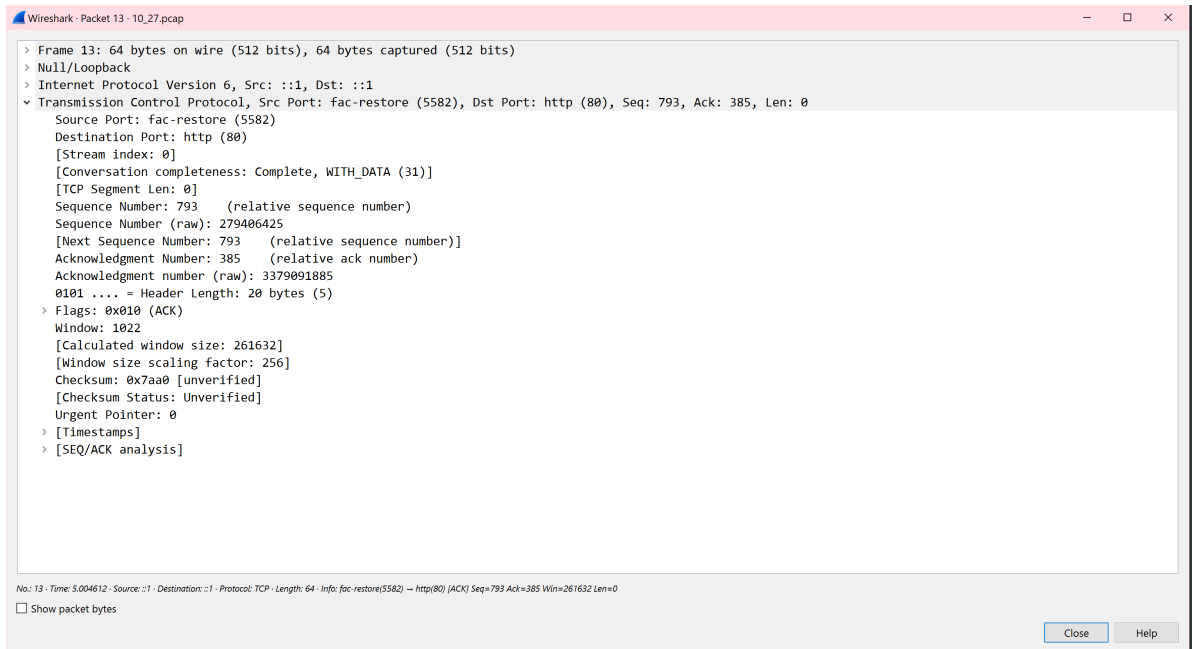 Wireshark · Packet 13 · 10_27.pcap
Frame 13: 64 bytes on wire (512 bits), 64 bytes captured (512 bits)
Null/Loopback
Internet Protocol Version 6, Src: ::1, Dst: ::1
Transmission Control Protocol, Src Port: fac-restore (5582), Dst Port: http (80), Seq: 793, Ack: 385, Len: 0
Source Port: fac-restore (5582)
Destination Port: http (80)
[Stream index: 0]
[Conversation completeness: Complete, WITH_DATA (31)]
[TCP Segment Len: 0]
Sequence Number: 793    (relative sequence number)
Sequence Number (raw): 279406425
[Next Sequence Number: 793    (relative sequence number)]
Acknowledgment Number: 385    (relative ack number)
Acknowledgment number (raw): 3379091885
0101 .... = Header Length: 20 bytes (5)
Flags: 0x010 (ACK)
Window: 1022
[Calculated window size: 261632]
[Window size scaling factor: 256]
Checksum: 0x7aa0 [unverified]
[Checksum Status: Unverified]
Urgent Pointer: 0
[Timestamps]
[SEQ/ACK analysis]
No.: 13 · Time: 5.004612 · Source: ::1 · Destination: ::1 · Protocol: TCP · Length: 64 · Info: fac-restore(5582) → http(80) [ACK] Seq=793 Ack=385 Win=261632 Len=0
Show packet bytes
Close Help